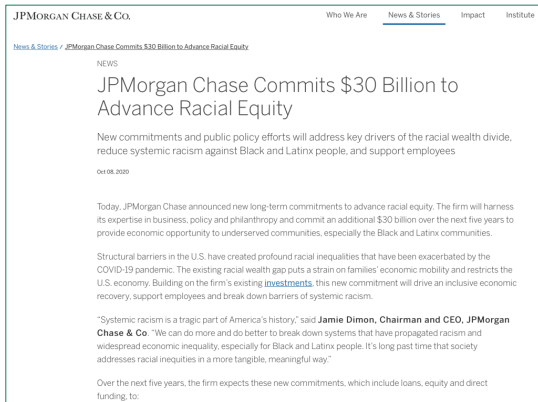 JPMORGAN CHASE & CO.
Who We Are News & Stories Impact Institute
News & Stories / JPMorgan Chase Commits $30 Billion to Advance Racial Equity
NEWS
JPMorgan Chase Commits $30 Billion to
Advance Racial Equity
New commitments and public policy efforts will address key drivers of the racial wealth divide,
reduce systemic racism against Black and Latinx people, and support employees
Oct 08, 2020
Today, JPMorgan Chase announced new long-term commitments to advance racial equity. The firm will harness
its expertise in business, policy and philanthropy and commit an additional $30 billion over the next five years to
provide economic opportunity to underserved communities, especially the Black and Latinx communities.
Structural barriers in the U.S. have created profound racial inequalities that have been exacerbated by the
COVID-19 pandemic. The existing racial wealth gap puts a strain on families' economic mobility and restricts the
U.S. economy. Building on the firm's existing investments, this new commitment will drive an inclusive economic
recovery, support employees and break down barriers of systemic racism.
"Systemic racism is a tragic part of America's history," said Jamie Dimon, Chairman and CEO, JPMorgan
Chase & Co. "We can do more and do better to break down systems that have propagated racism and
widespread economic inequality, especially for Black and Latinx people. It's long past time that society
addresses racial inequities in a more tangible, meaningful way."
Over the next five years, the firm expects these new commitments, which include loans, equity and direct
funding, to: